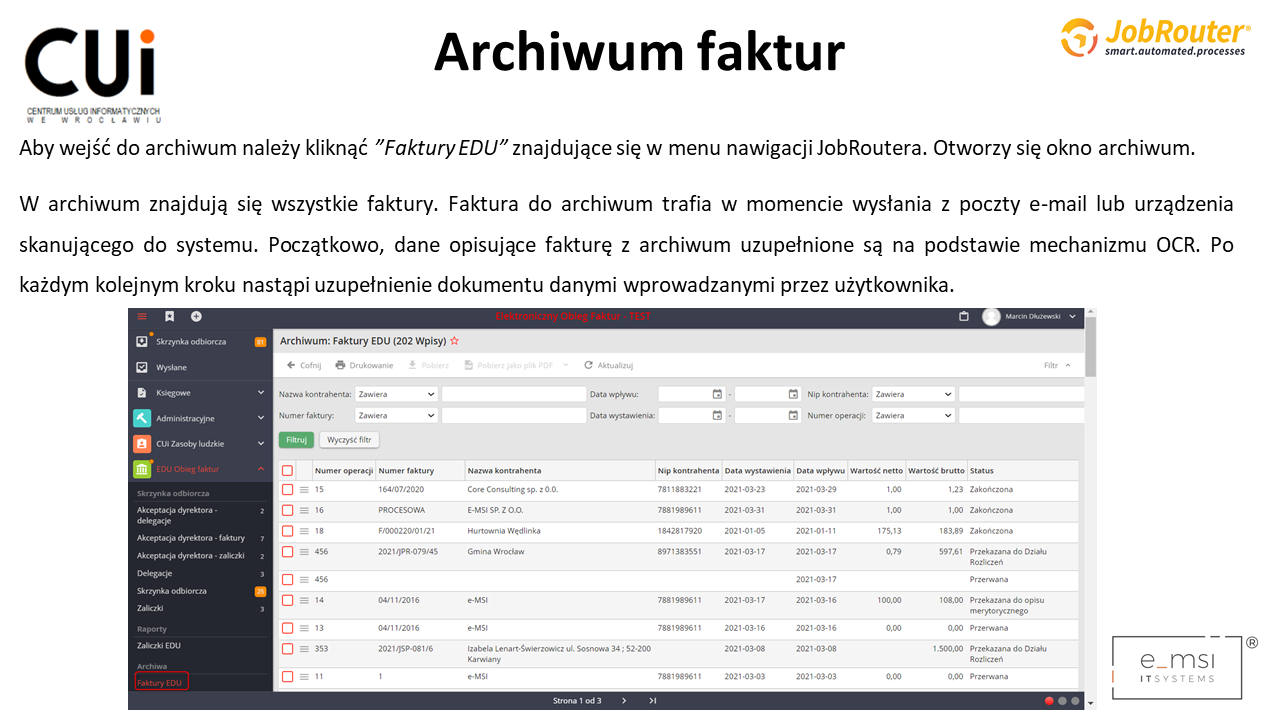 CUi
CENTRUM USŁUG INFORMATYCZNYCH
WE WROCŁAWIU
Archiwum faktur
JobRouter®
smart.automated.processes
Aby wejść do archiwum należy kliknąć ”Faktury EDU” znajdujące się w menu nawigacji JobRoutera. Otworzy się okno archiwum.
W archiwum znajdują się wszystkie faktury. Faktura do archiwum trafia w momencie wysłania z poczty e-mail lub urządzenia
skanującego do systemu. Początkowo, dane opisujące fakturę z archiwum uzupełnione są na podstawie mechanizmu OCR. Po
każdym kolejnym kroku nastąpi uzupełnienie dokumentu danymi wprowadzanymi przez użytkownika.
Elektroniczny Obieg Faktur - TEST
Marcin Dłużewski
Skrzynka odbiorcza 81
Wysłane
Księgowe
Administracyjne
CUi Zasoby ludzkie
EDU Obieg faktur
Skrzynka odbiorcza
Akceptacja dyrektora - 2
delegacje
Akceptacja dyrektora - faktury 7
Akceptacja dyrektora - zaliczki 2
Delegacje 3
Skrzynka odbiorcza 25
Zaliczki 3
Raporty
Zaliczki EDU
Archiwa
Faktury EDU
Archiwum: Faktury EDU (202 Wpisy)
Cofnij Drukowanie Pobierz Pobierz jako plik PDF Aktualizuj Filtr
Nazwa kontrahenta: Zawiera Data wpływu: - Nip kontrahenta: Zawiera
Numer faktury: Zawiera Data wystawienia: - Numer operacji: Zawiera
Filtruj Wyczyść filtr
Numer operacji Numer faktury Nazwa kontrahenta Nip kontrahenta Data wystawienia Data wpływu Wartość netto Wartość brutto Status
15 164/07/2020 Core Consulting sp. z 0.0. 7811883221 2021-03-23 2021-03-29 1,00 1,23 Zakończona
16 PROCESOWA E-MSI SP. Z O.O. 7881989611 2021-03-31 2021-03-31 1,00 1,00 Zakończona
18 F/000220/01/21 Hurtownia Wędlinka 1842817920 2021-01-05 2021-01-11 175,13 183,89 Zakończona
456 2021/JPR-079/45 Gmina Wrocław 8971383551 2021-03-17 2021-03-17 0,79 597,61 Przekazana do Działu
Rozliczeń
456 2021-03-17 Przerwana
14 04/11/2016 e-MSI 7881989611 2021-03-17 2021-03-16 100,00 108,00 Przekazana do opisu
merytorycznego
13 04/11/2016 e-MSI 7881989611 2021-03-16 2021-03-16 0,00 0,00 Przerwana
353 2021/JSP-081/6 Izabela Lenart-Świerzowicz ul. Sosnowa 34 ; 52-200 2021-03-08 2021-03-08 1.500,00 Przekazana do Działu
Karwiany Rozliczeń
11 1 e-MSI 7881989611 2021-03-03 2021-03-03 0,00 0,00 Przerwana
Strona 1 od 3
e_msi ®
ITSYSTEMS